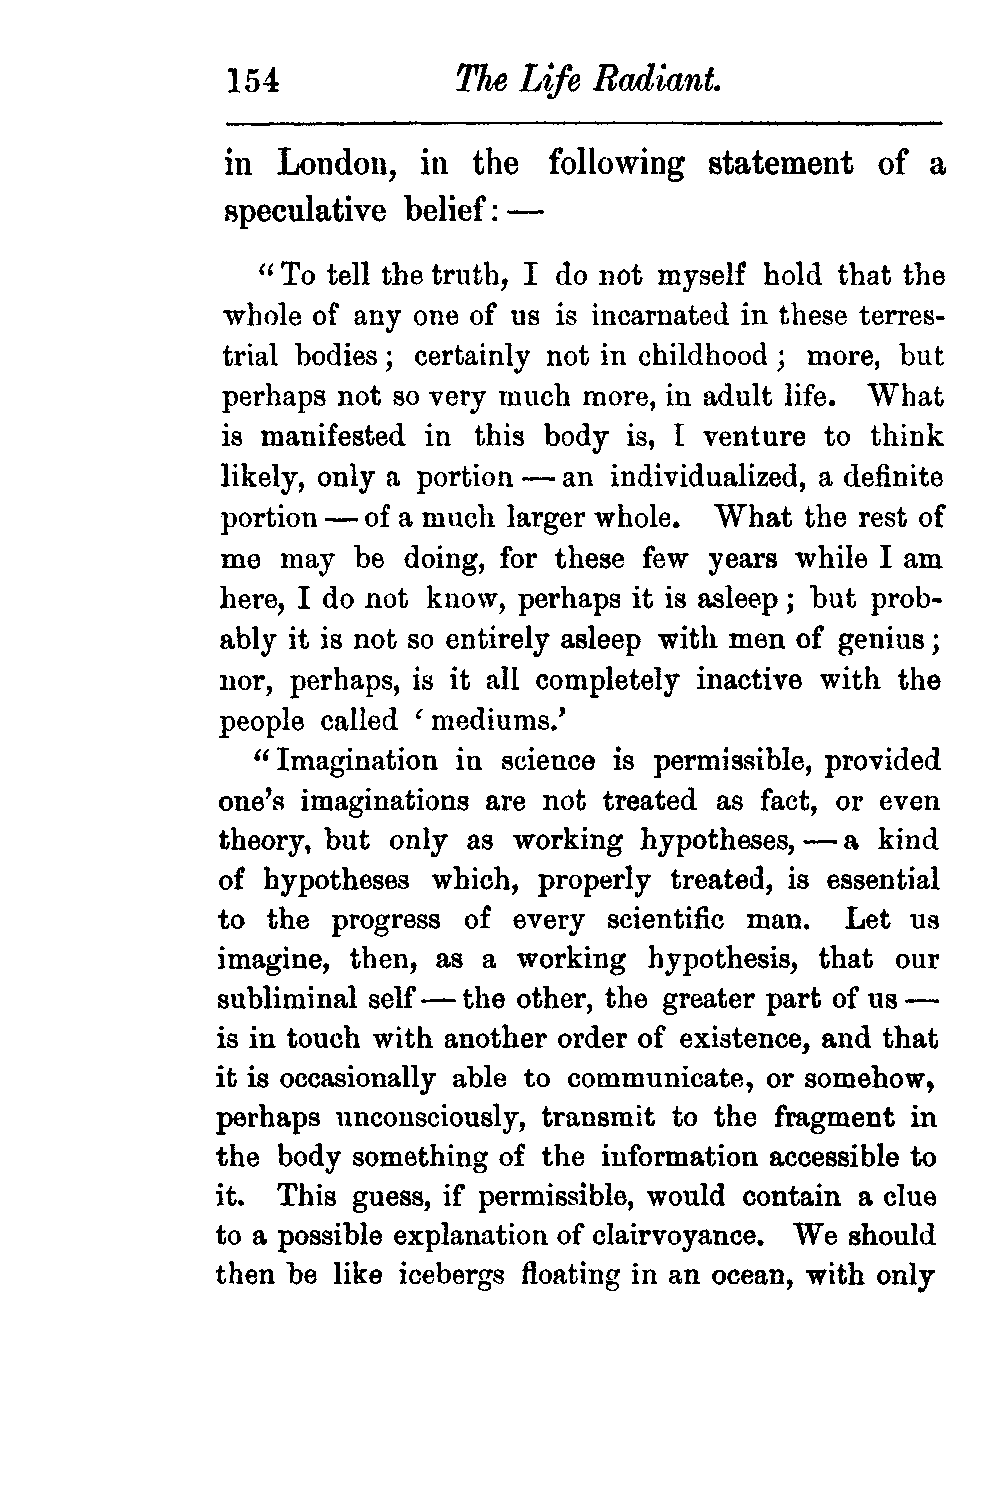 154 The Life Radiant.
in London, in the following statement of a
speculative belief: —
“To tell the truth, I do not myself hold that the
whole of any one of us is incarnated in these terres-
trial bodies; certainly not in childhood; more, but
perhaps not so very much more, in adult life. What
is manifested in this body is, I venture to think
likely, only a portion — an individualized, a definite
portion — of a much larger whole. What the rest of
me may be doing, for these few years while I am
here, I do not know, perhaps it is asleep; but prob-
ably it is not so entirely asleep with men of genius;
nor, perhaps, is it all completely inactive with the
people called ‘mediums.’
“Imagination in science is permissible, provided
one’s imaginations are not treated as fact, or even
theory, but only as working hypotheses, — a kind
of hypotheses which, properly treated, is essential
to the progress of every scientific man. Let us
imagine, then, as a working hypothesis, that our
subliminal self — the other, the greater part of us —
is in touch with another order of existence, and that
it is occasionally able to communicate, or somehow,
perhaps unconsciously, transmit to the fragment in
the body something of the information accessible to
it. This guess, if permissible, would contain a clue
to a possible explanation of clairvoyance. We should
then be like icebergs floating in an ocean, with only